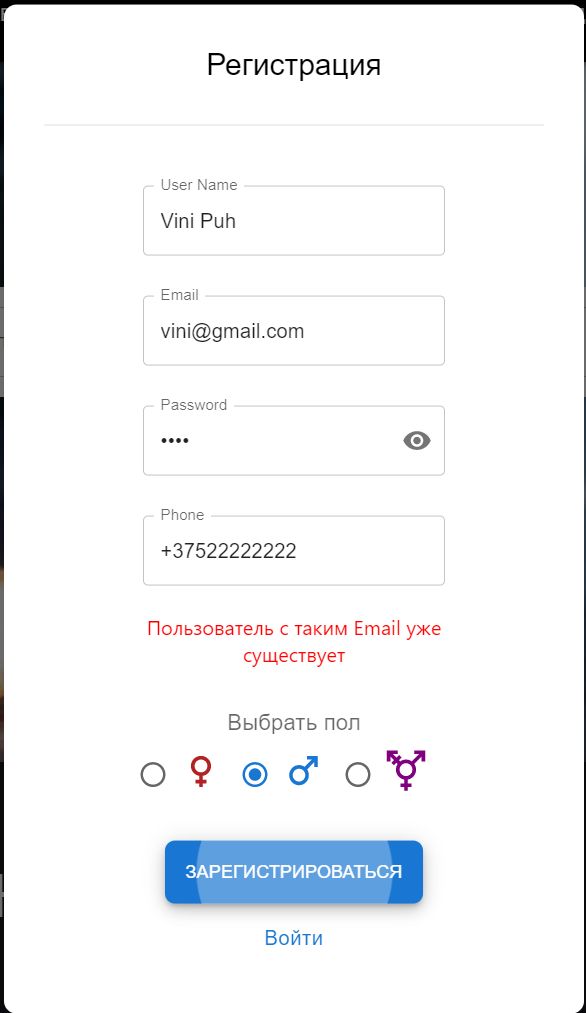 Регистрация
User Name
Vini Puh
Email
vini@gmail.com
Password
••••
Phone
+37522222222
Пользователь с таким Email уже
существует
Выбрать пол
ЗАРЕГИСТРИРОВАТЬСЯ
Войти